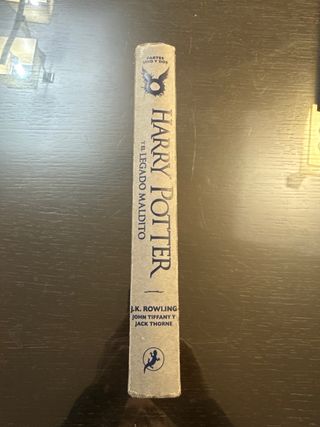 PARTES
UNO Y DOS
HARRY POTTER
Y EL LEGADO MALDITO
J.K. ROWLING
JOHN TIFFANY Y
JACK THORNE